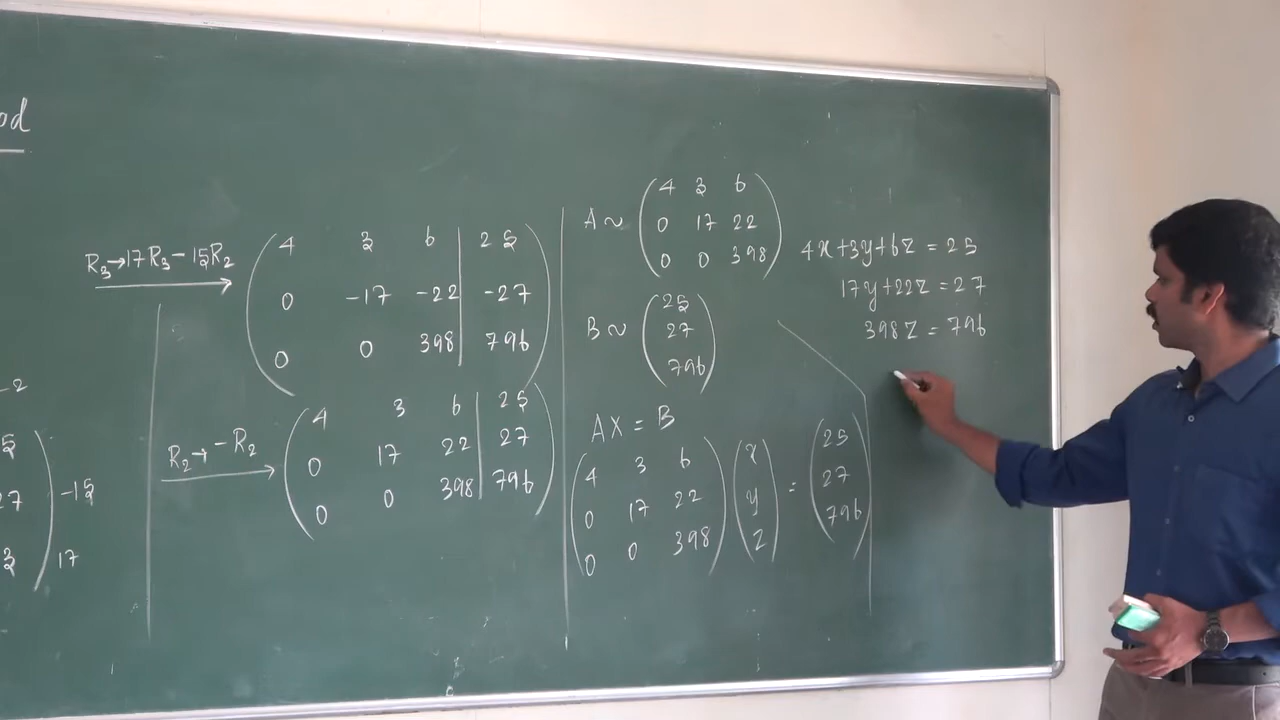 od
-2
5
27 -15
3 17
R₃→17R₃-15R₂
4 3 6 25
0 -17 -22 -27
0 0 398 796
R₂→-R₂
4 3 6 25
0 17 22 27
0 0 398 796
A ~
4 3 6
0 17 22
0 0 398
B ~
25
27
796
AX = B
4 3 6 x 25
0 17 22 y = 27
0 0 398 z 796
4x+3y+6z = 25
17y+22z = 27
398z = 796